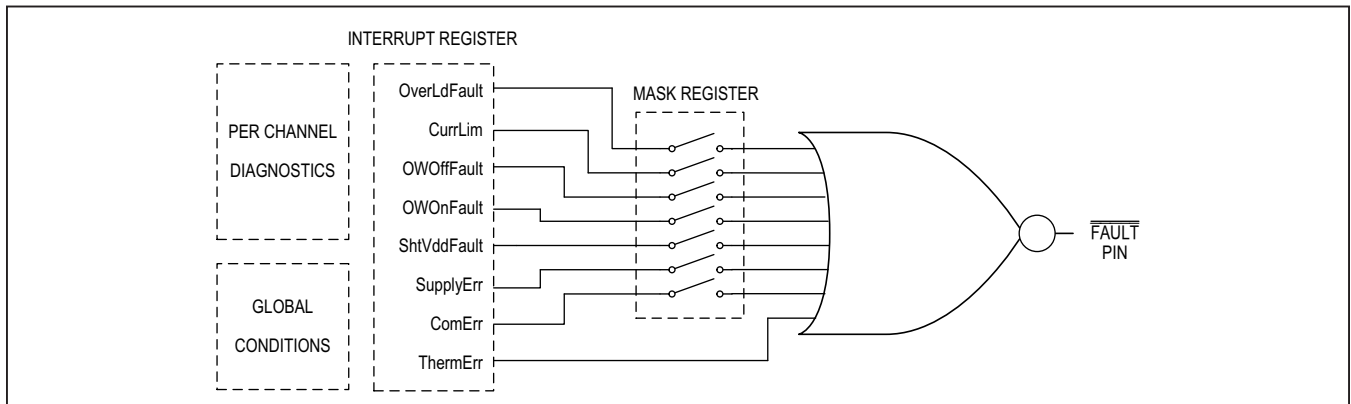 INTERRUPT REGISTER
PER CHANNEL
DIAGNOSTICS
GLOBAL
CONDITIONS
OverLdFault
CurrLim
OWOffFault
OWOnFault
ShtVddFault
SupplyErr
ComErr
ThermErr
MASK REGISTER
FAULT
PIN